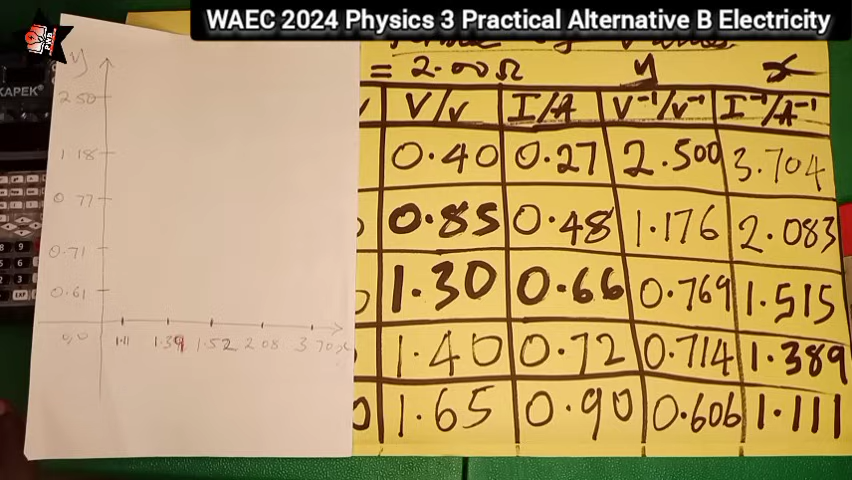 WAEC 2024 Physics 3 Practical Alternative B Electricity
PWB
KAPEK
= 2.00Ω y x
V/v I/A V⁻¹/v⁻¹ I⁻¹/A⁻¹
0.40 0.27 2.500 3.704
0.85 0.48 1.176 2.083
1.30 0.66 0.769 1.515
1.40 0.72 0.714 1.389
1.65 0.90 0.606 1.111
y
2.50
1.18
0.77
0.71
0.61
0,0 1.11 1.39 1.52 2.08 3.70 x
EXP